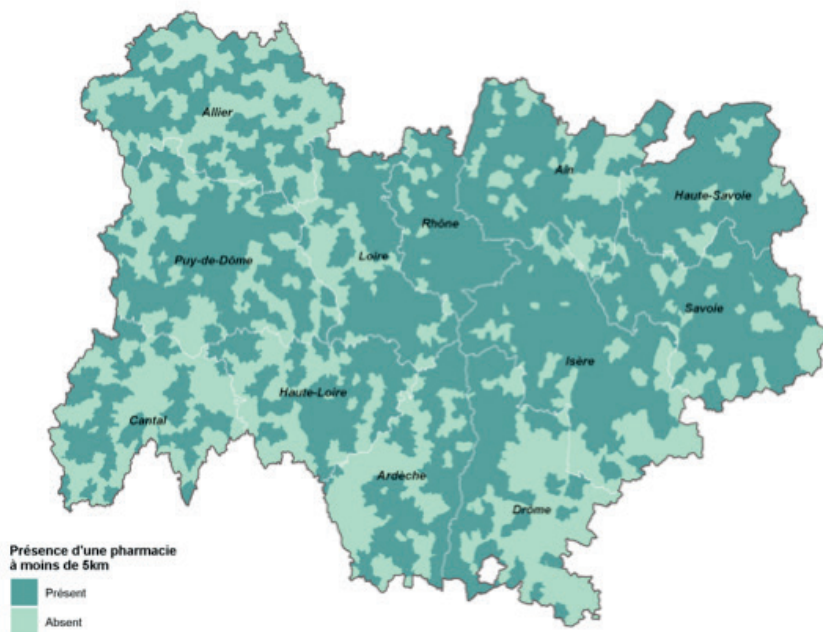 Allier
Ain
Haute-Savoie
Rhône
Puy-de-Dôme
Loire
Savoie
Isère
Haute-Loire
Cantal
Ardèche
Drôme
Présence d'une pharmacie
à moins de 5km
Présent
Absent